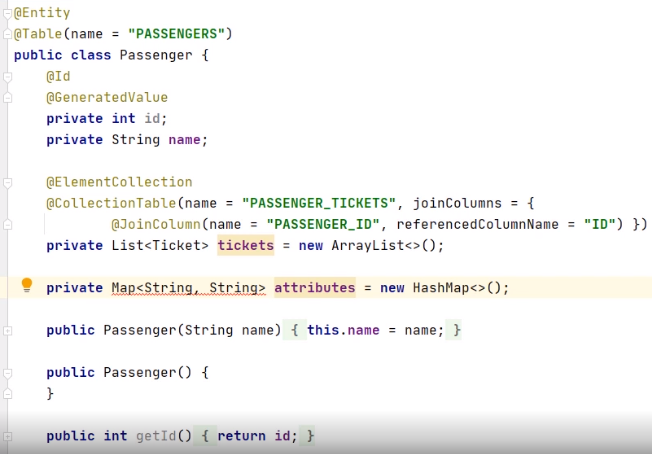 @Entity
@Table(name = "PASSENGERS")
public class Passenger {
@Id
@GeneratedValue
private int id;
private String name;
@ElementCollection
@CollectionTable(name = "PASSENGER_TICKETS", joinColumns = {
@JoinColumn(name = "PASSENGER_ID", referencedColumnName = "ID") })
private List<Ticket> tickets = new ArrayList<>();
private Map<String, String> attributes = new HashMap<>();
public Passenger(String name) { this.name = name; }
public Passenger() {
}
public int getId() { return id; }